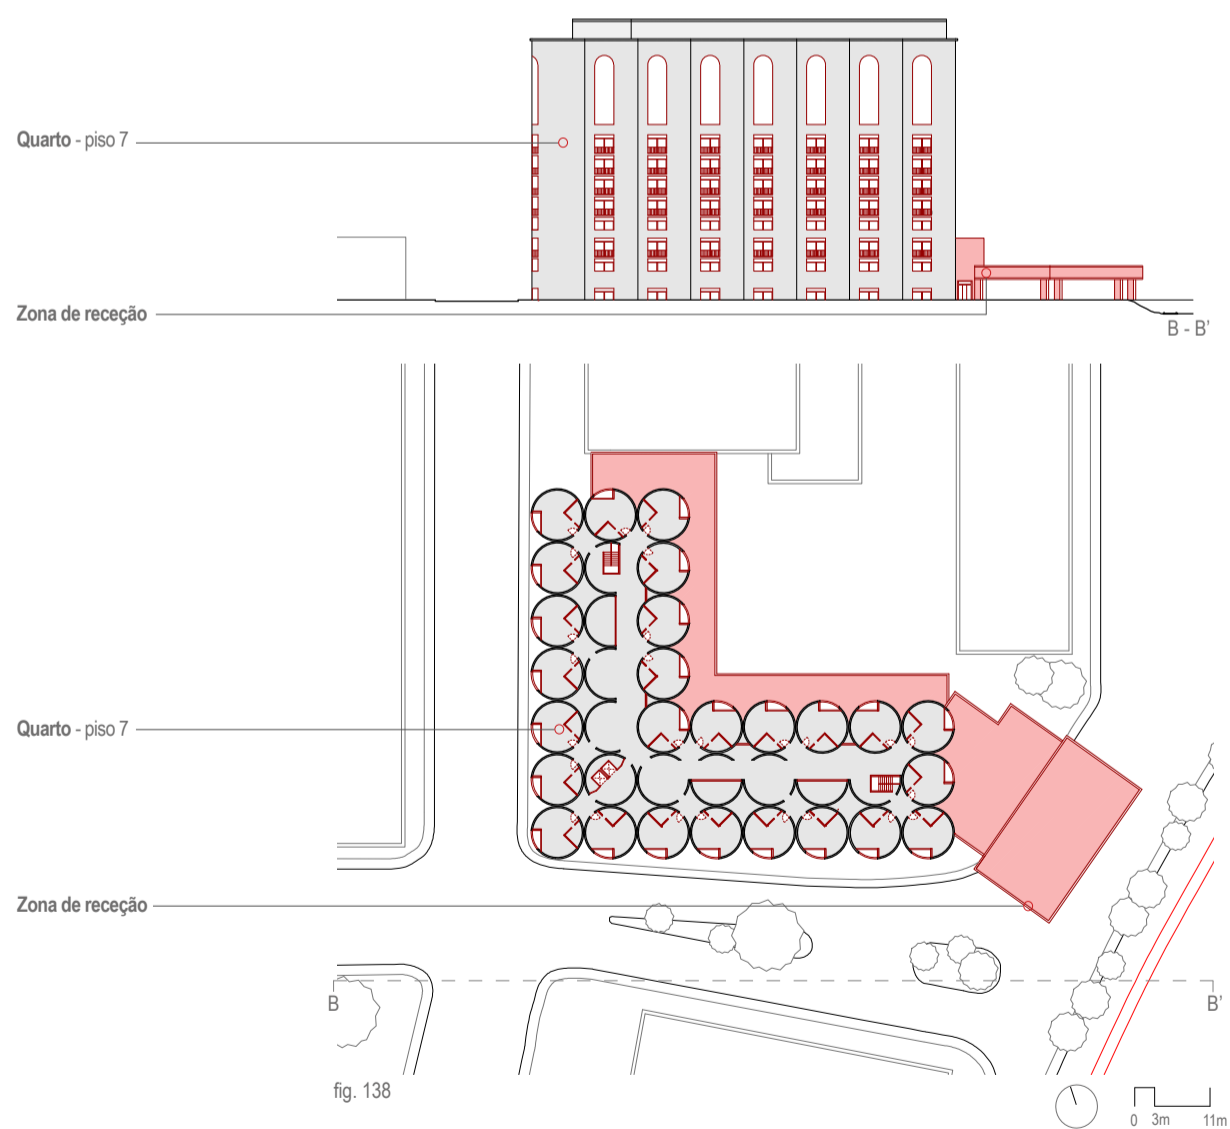 Quarto - piso 7
Zona de receção
B - B'
Quarto - piso 7
Zona de receção
B
B'
fig. 138
0 3m 11m